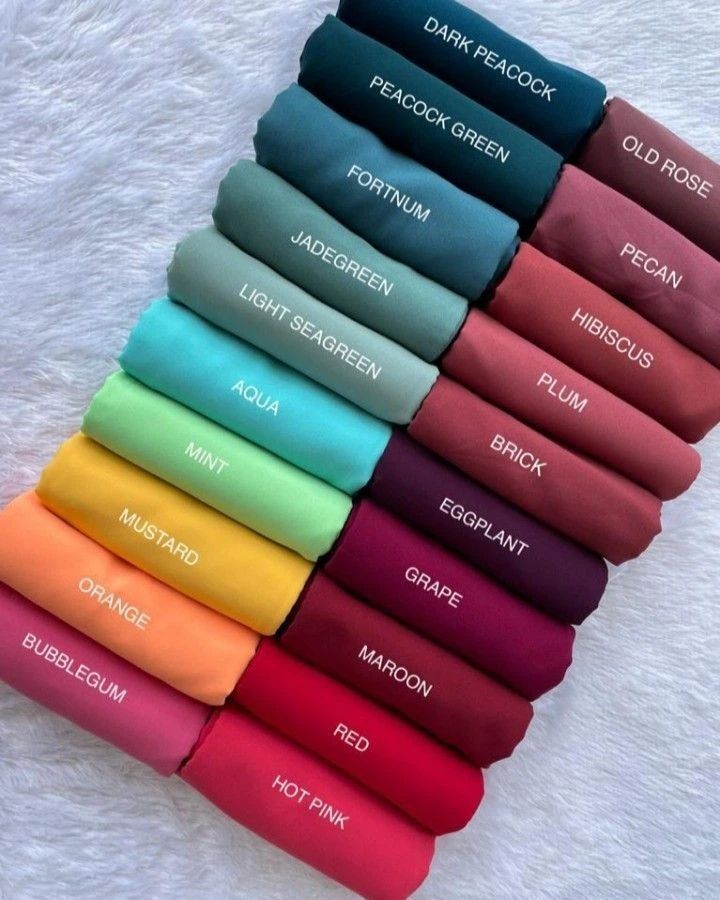 DARK PEACOCK
PEACOCK GREEN
FORTNUM
JADEGREEN
LIGHT SEAGREEN
AQUA
MINT
MUSTARD
ORANGE
BUBBLEGUM
OLD ROSE
PECAN
HIBISCUS
PLUM
BRICK
EGGPLANT
GRAPE
MAROON
RED
HOT PINK